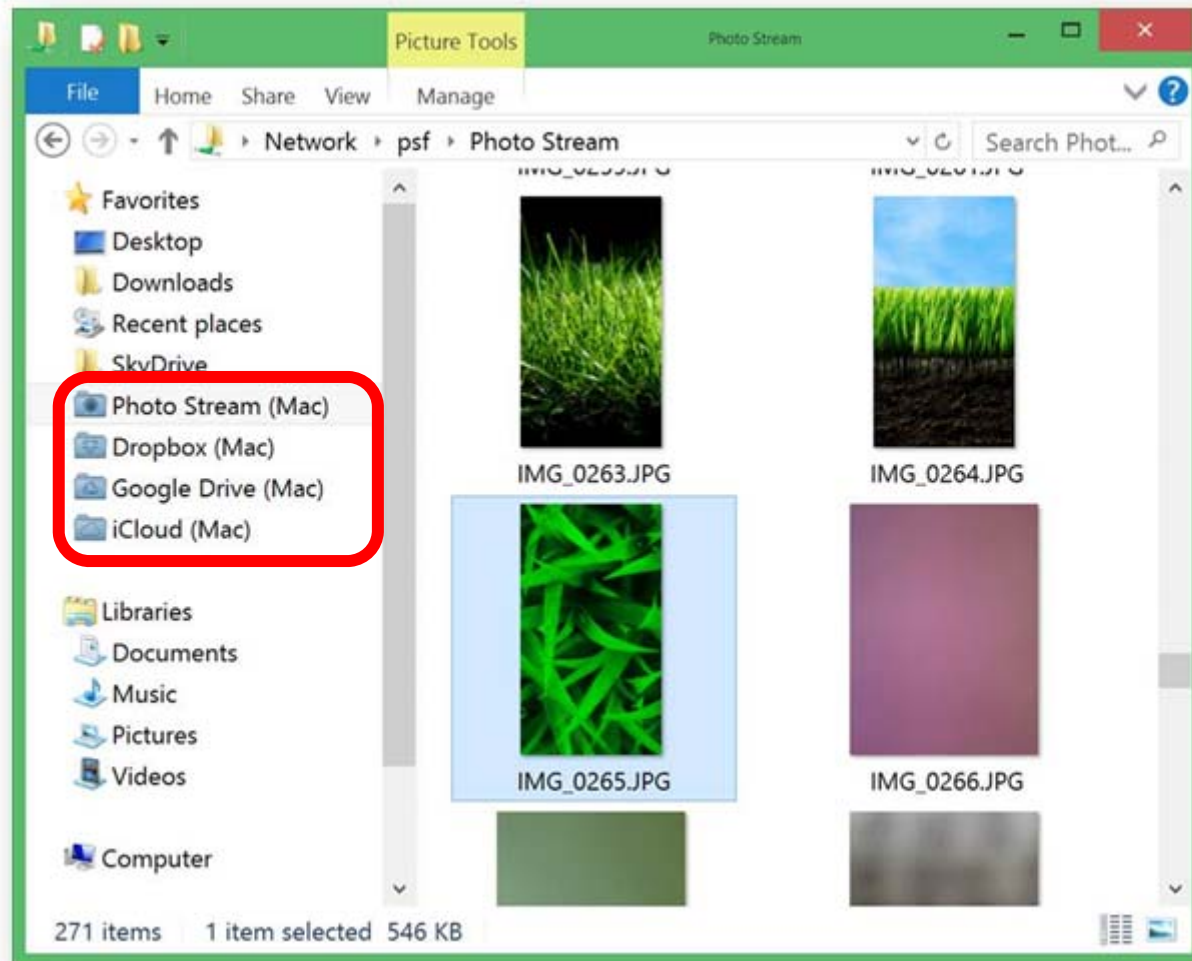 Picture Tools
Photo Stream
File Home Share View Manage
Network psf Photo Stream
Search Phot...
Favorites
Desktop
Downloads
Recent places
SkyDrive
Photo Stream (Mac)
Dropbox (Mac)
Google Drive (Mac)
iCloud (Mac)
Libraries
Documents
Music
Pictures
Videos
Computer
IMG_0263.JPG
IMG_0264.JPG
IMG_0265.JPG
IMG_0266.JPG
271 items 1 item selected 546 KB